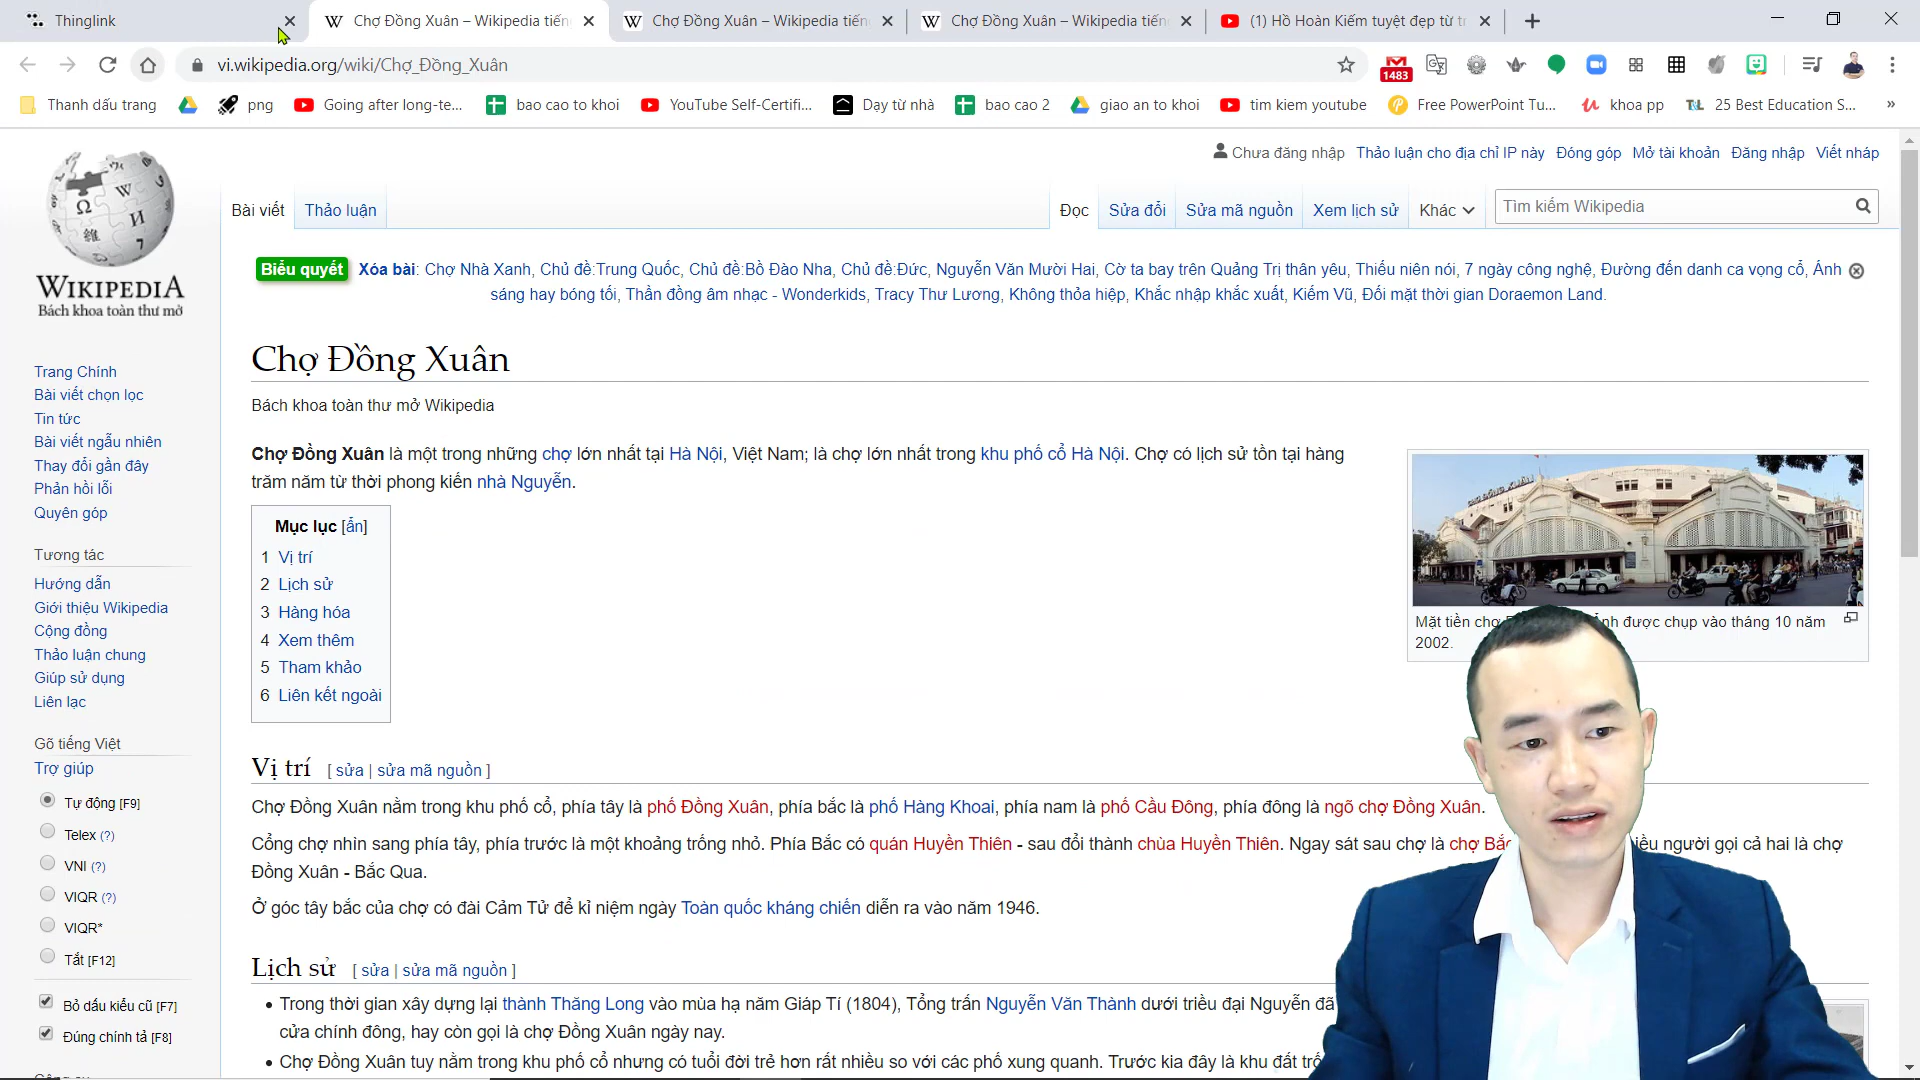 Thinglink
Chợ Đồng Xuân – Wikipedia tiến
Chợ Đồng Xuân – Wikipedia tiến
Chợ Đồng Xuân – Wikipedia tiến
(1) Hồ Hoàn Kiếm tuyệt đẹp từ tr
vi.wikipedia.org/wiki/Chợ_Đồng_Xuân
1483
Thanh dấu trang
png
Going after long-te...
bao cao to khoi
YouTube Self-Certifi...
Dạy từ nhà
bao cao 2
giao an to khoi
tim kiem youtube
Free PowerPoint Tu...
khoa pp
25 Best Education S...
»
Chưa đăng nhập Thảo luận cho địa chỉ IP này Đóng góp Mở tài khoản Đăng nhập Viết nháp
Bài viết Thảo luận Đọc Sửa đổi Sửa mã nguồn Xem lịch sử Khác Tìm kiếm Wikipedia
WIKIPEDIA
Bách khoa toàn thư mở
Biểu quyết Xóa bài: Chợ Nhà Xanh, Chủ đề:Trung Quốc, Chủ đề:Bồ Đào Nha, Chủ đề:Đức, Nguyễn Văn Mười Hai, Cờ ta bay trên Quảng Trị thân yêu, Thiếu niên nói, 7 ngày công nghệ, Đường đến danh ca vọng cổ, Ánh
sáng hay bóng tối, Thần đồng âm nhạc - Wonderkids, Tracy Thư Lương, Không thỏa hiệp, Khắc nhập khắc xuất, Kiếm Vũ, Đối mặt thời gian Doraemon Land.
Chợ Đồng Xuân
Bách khoa toàn thư mở Wikipedia
Chợ Đồng Xuân là một trong những chợ lớn nhất tại Hà Nội, Việt Nam; là chợ lớn nhất trong khu phố cổ Hà Nội. Chợ có lịch sử tồn tại hàng
trăm năm từ thời phong kiến nhà Nguyễn.
Mặt tiền chợ ảnh được chụp vào tháng 10 năm
2002.
Mục lục [ẩn]
1 Vị trí
2 Lịch sử
3 Hàng hóa
4 Xem thêm
5 Tham khảo
6 Liên kết ngoài
Vị trí [ sửa | sửa mã nguồn ]
Chợ Đồng Xuân nằm trong khu phố cổ, phía tây là phố Đồng Xuân, phía bắc là phố Hàng Khoai, phía nam là phố Cầu Đông, phía đông là ngõ chợ Đồng Xuân.
Cổng chợ nhìn sang phía tây, phía trước là một khoảng trống nhỏ. Phía Bắc có quán Huyền Thiên - sau đổi thành chùa Huyền Thiên. Ngay sát sau chợ là chợ Bắc người gọi cả hai là chợ
Đồng Xuân - Bắc Qua.
Ở góc tây bắc của chợ có đài Cảm Tử để kỉ niệm ngày Toàn quốc kháng chiến diễn ra vào năm 1946.
Lịch sử [ sửa | sửa mã nguồn ]
• Trong thời gian xây dựng lại thành Thăng Long vào mùa hạ năm Giáp Tí (1804), Tổng trấn Nguyễn Văn Thành dưới triều đại Nguyễn đã
cửa chính đông, hay còn gọi là chợ Đồng Xuân ngày nay.
• Chợ Đồng Xuân tuy nằm trong khu phố cổ nhưng có tuổi đời trẻ hơn rất nhiều so với các phố xung quanh. Trước kia đây là khu đất
Trang Chính
Bài viết chọn lọc
Tin tức
Bài viết ngẫu nhiên
Thay đổi gần đây
Phản hồi lỗi
Quyên góp
Tương tác
Hướng dẫn
Giới thiệu Wikipedia
Cộng đồng
Thảo luận chung
Giúp sử dụng
Liên lạc
Gõ tiếng Việt
Trợ giúp
Tự động [F9]
Telex (?)
VNI (?)
VIQR (?)
VIQR*
Tắt [F12]
Bỏ dấu kiểu cũ [F7]
Đúng chính tả [F8]